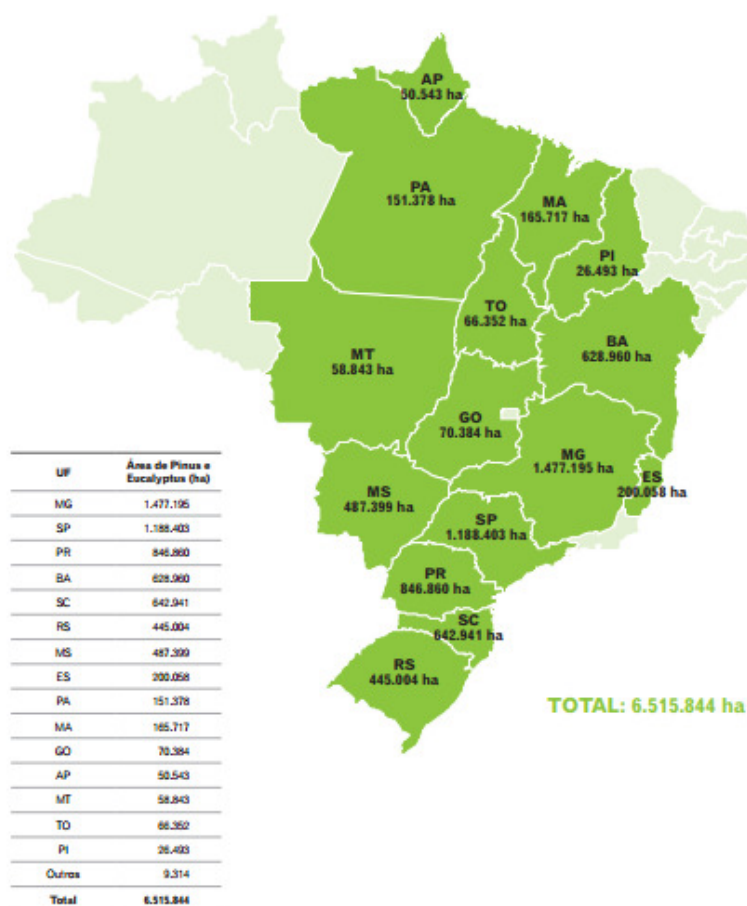 AP
50.543 ha
PA
151.378 ha
MA
165.717 ha
PI
26.493 ha
TO
66.352 ha
BA
628.960 ha
MT
58.843 ha
GO
70.384 ha
MG
1.477.195 ha
ES
200.058 ha
MS
487.399 ha
SP
1.188.403 ha
PR
846.860 ha
SC
642.941 ha
RS
445.004 ha
TOTAL: 6.515.844 ha
UF Área de Pinus e
Eucalyptus (ha)
MG 1.477.195
SP 1.188.403
PR 846.860
BA 628.960
SC 642.941
RS 445.004
MS 487.399
ES 200.058
PA 151.378
MA 165.717
GO 70.384
AP 50.543
MT 58.843
TO 66.352
PI 26.493
Outros 9.314
Total 6.515.844